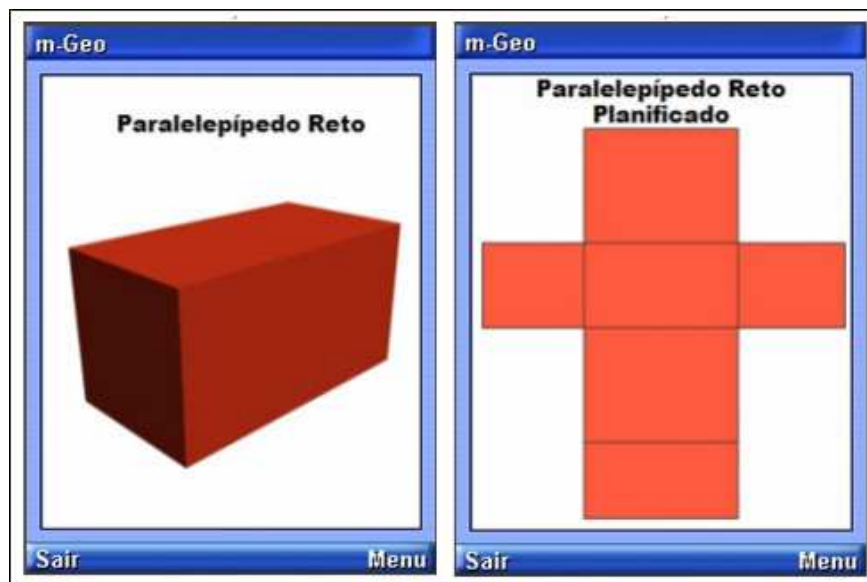 m-Geo
Paralelepípedo Reto
Sair
Menu
m-Geo
Paralelepípedo Reto
Planificado
Sair
Menu